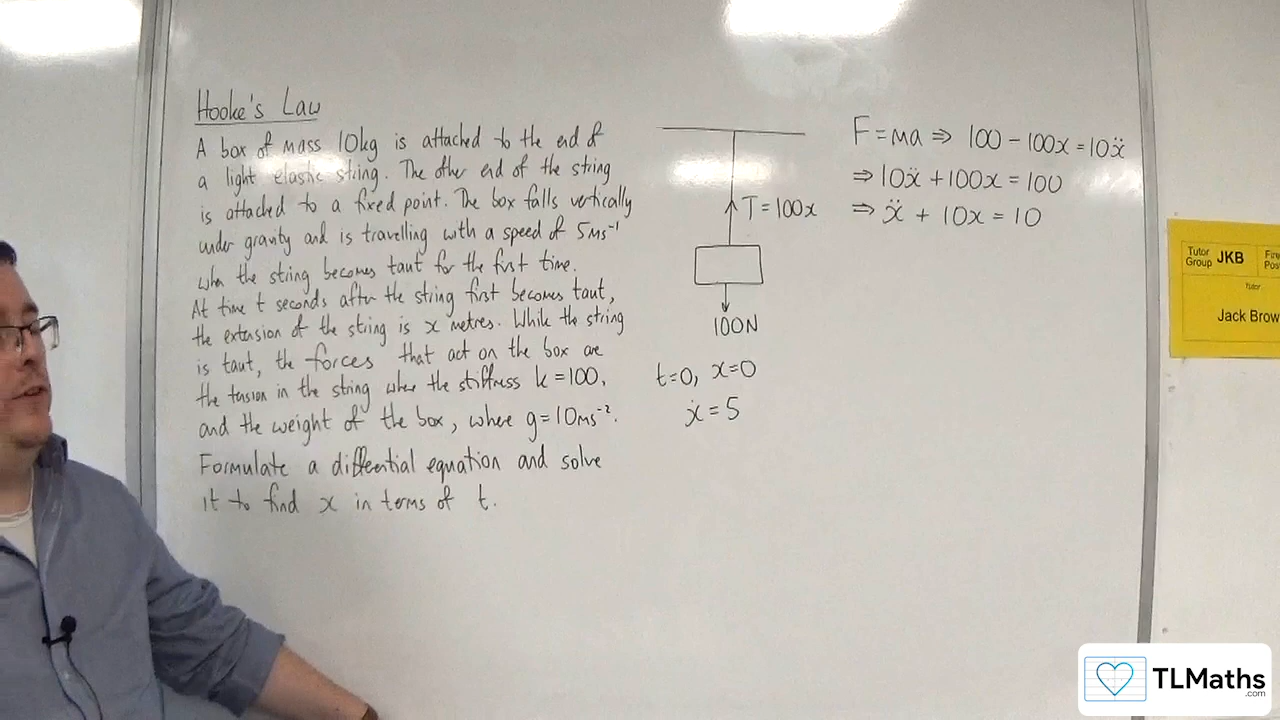 Hooke's Law
A box of mass 10kg is attached to the end of
a light elastic string. The other end of the string
is attached to a fixed point. The box falls vertically
under gravity and is travelling with a speed of 5ms⁻¹
when the string becomes taut for the first time.
At time t seconds after the string first becomes taut,
the extension of the string is x metres. While the string
is taut, the forces that act on the box are
the tension in the string where the stiffness k=100,
and the weight of the box, where g=10ms⁻².
Formulate a differential equation and solve
it to find x in terms of t.
T=100x
100N
t=0, x=0
ẋ=5
F=ma ⇒ 100-100x=10ẍ
⇒ 10ẍ+100x=100
⇒ ẍ + 10x = 10
Tutor
Group JKB
Tutor
Jack Brow
TLMaths
.com